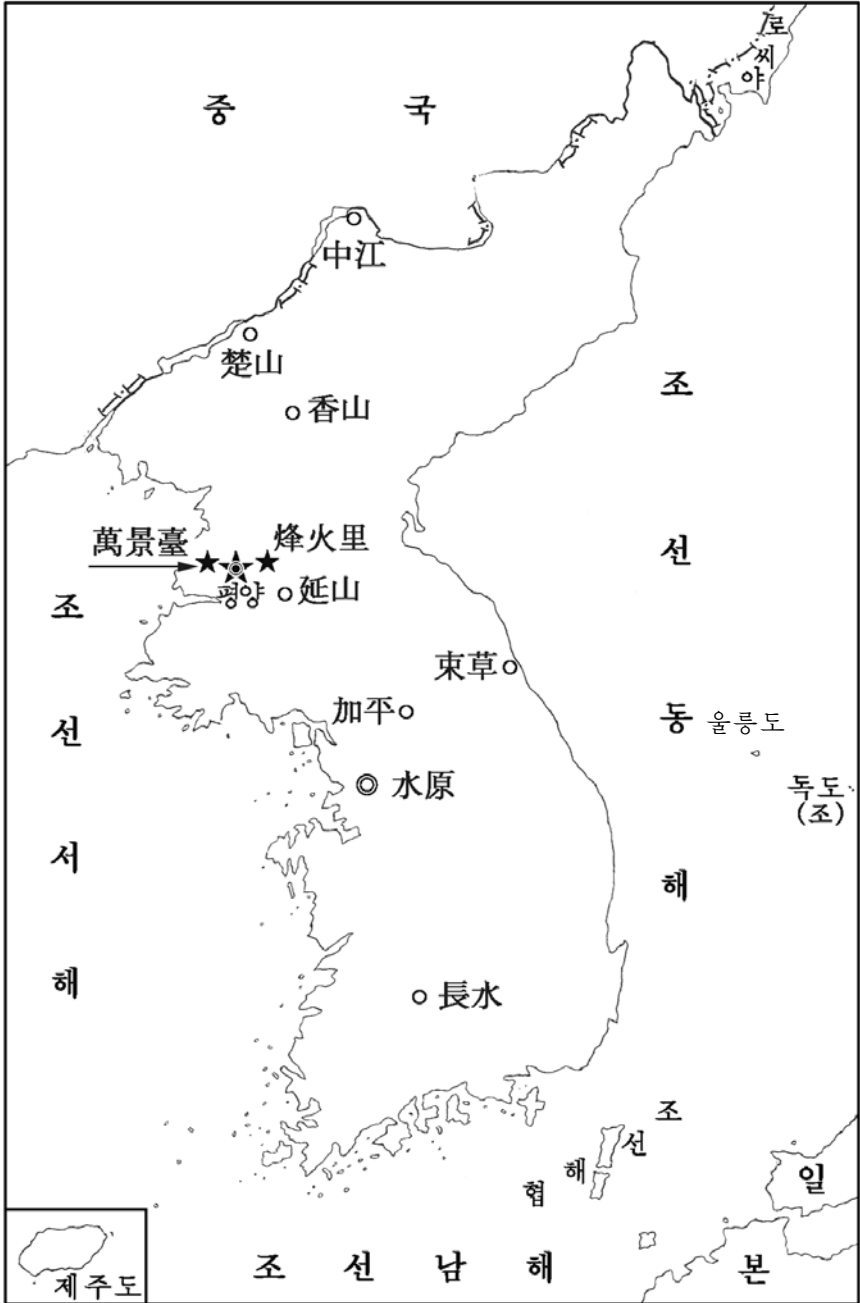 로씨야
중국
中江
楚山
香山
萬景臺
烽火里
평양
延山
束草
加平
水原
長水
조선동해
울릉도
독도
(조)
조선서해
조선해협
일본
조선남해
제주도